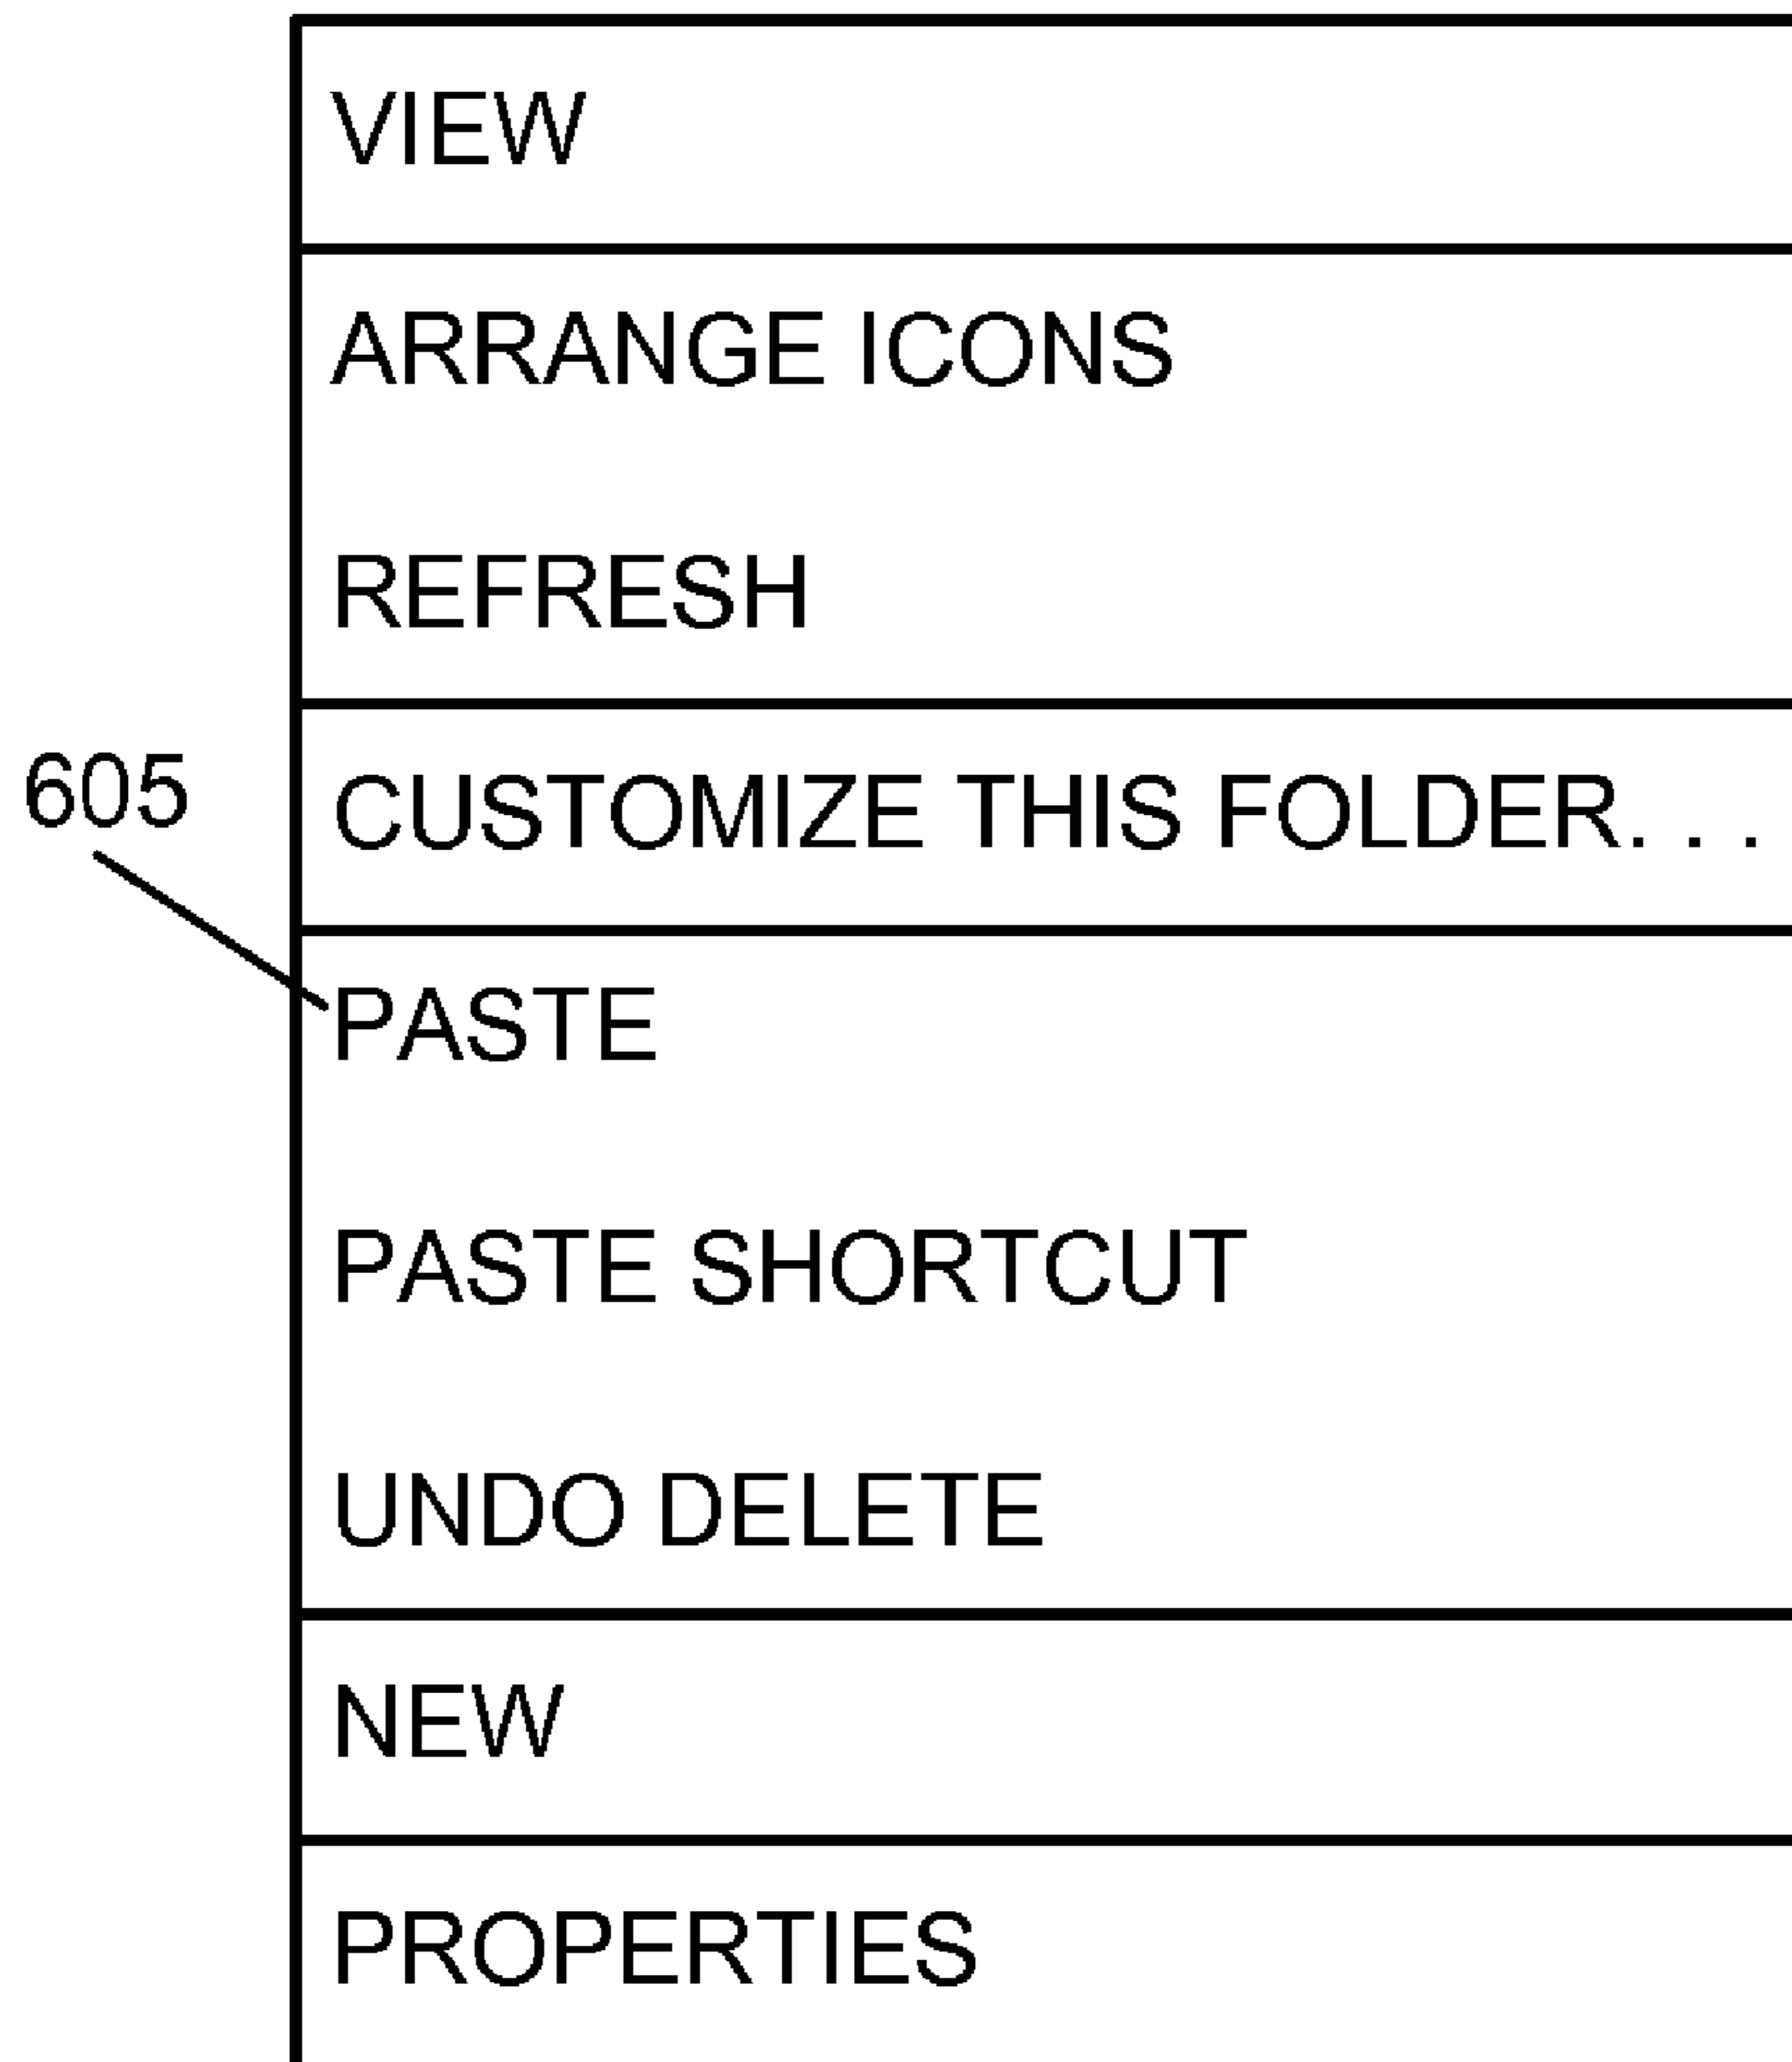 VIEW
ARRANGE ICONS
REFRESH
605
CUSTOMIZE THIS FOLDER. . .
PASTE
PASTE SHORTCUT
UNDO DELETE
NEW
PROPERTIES